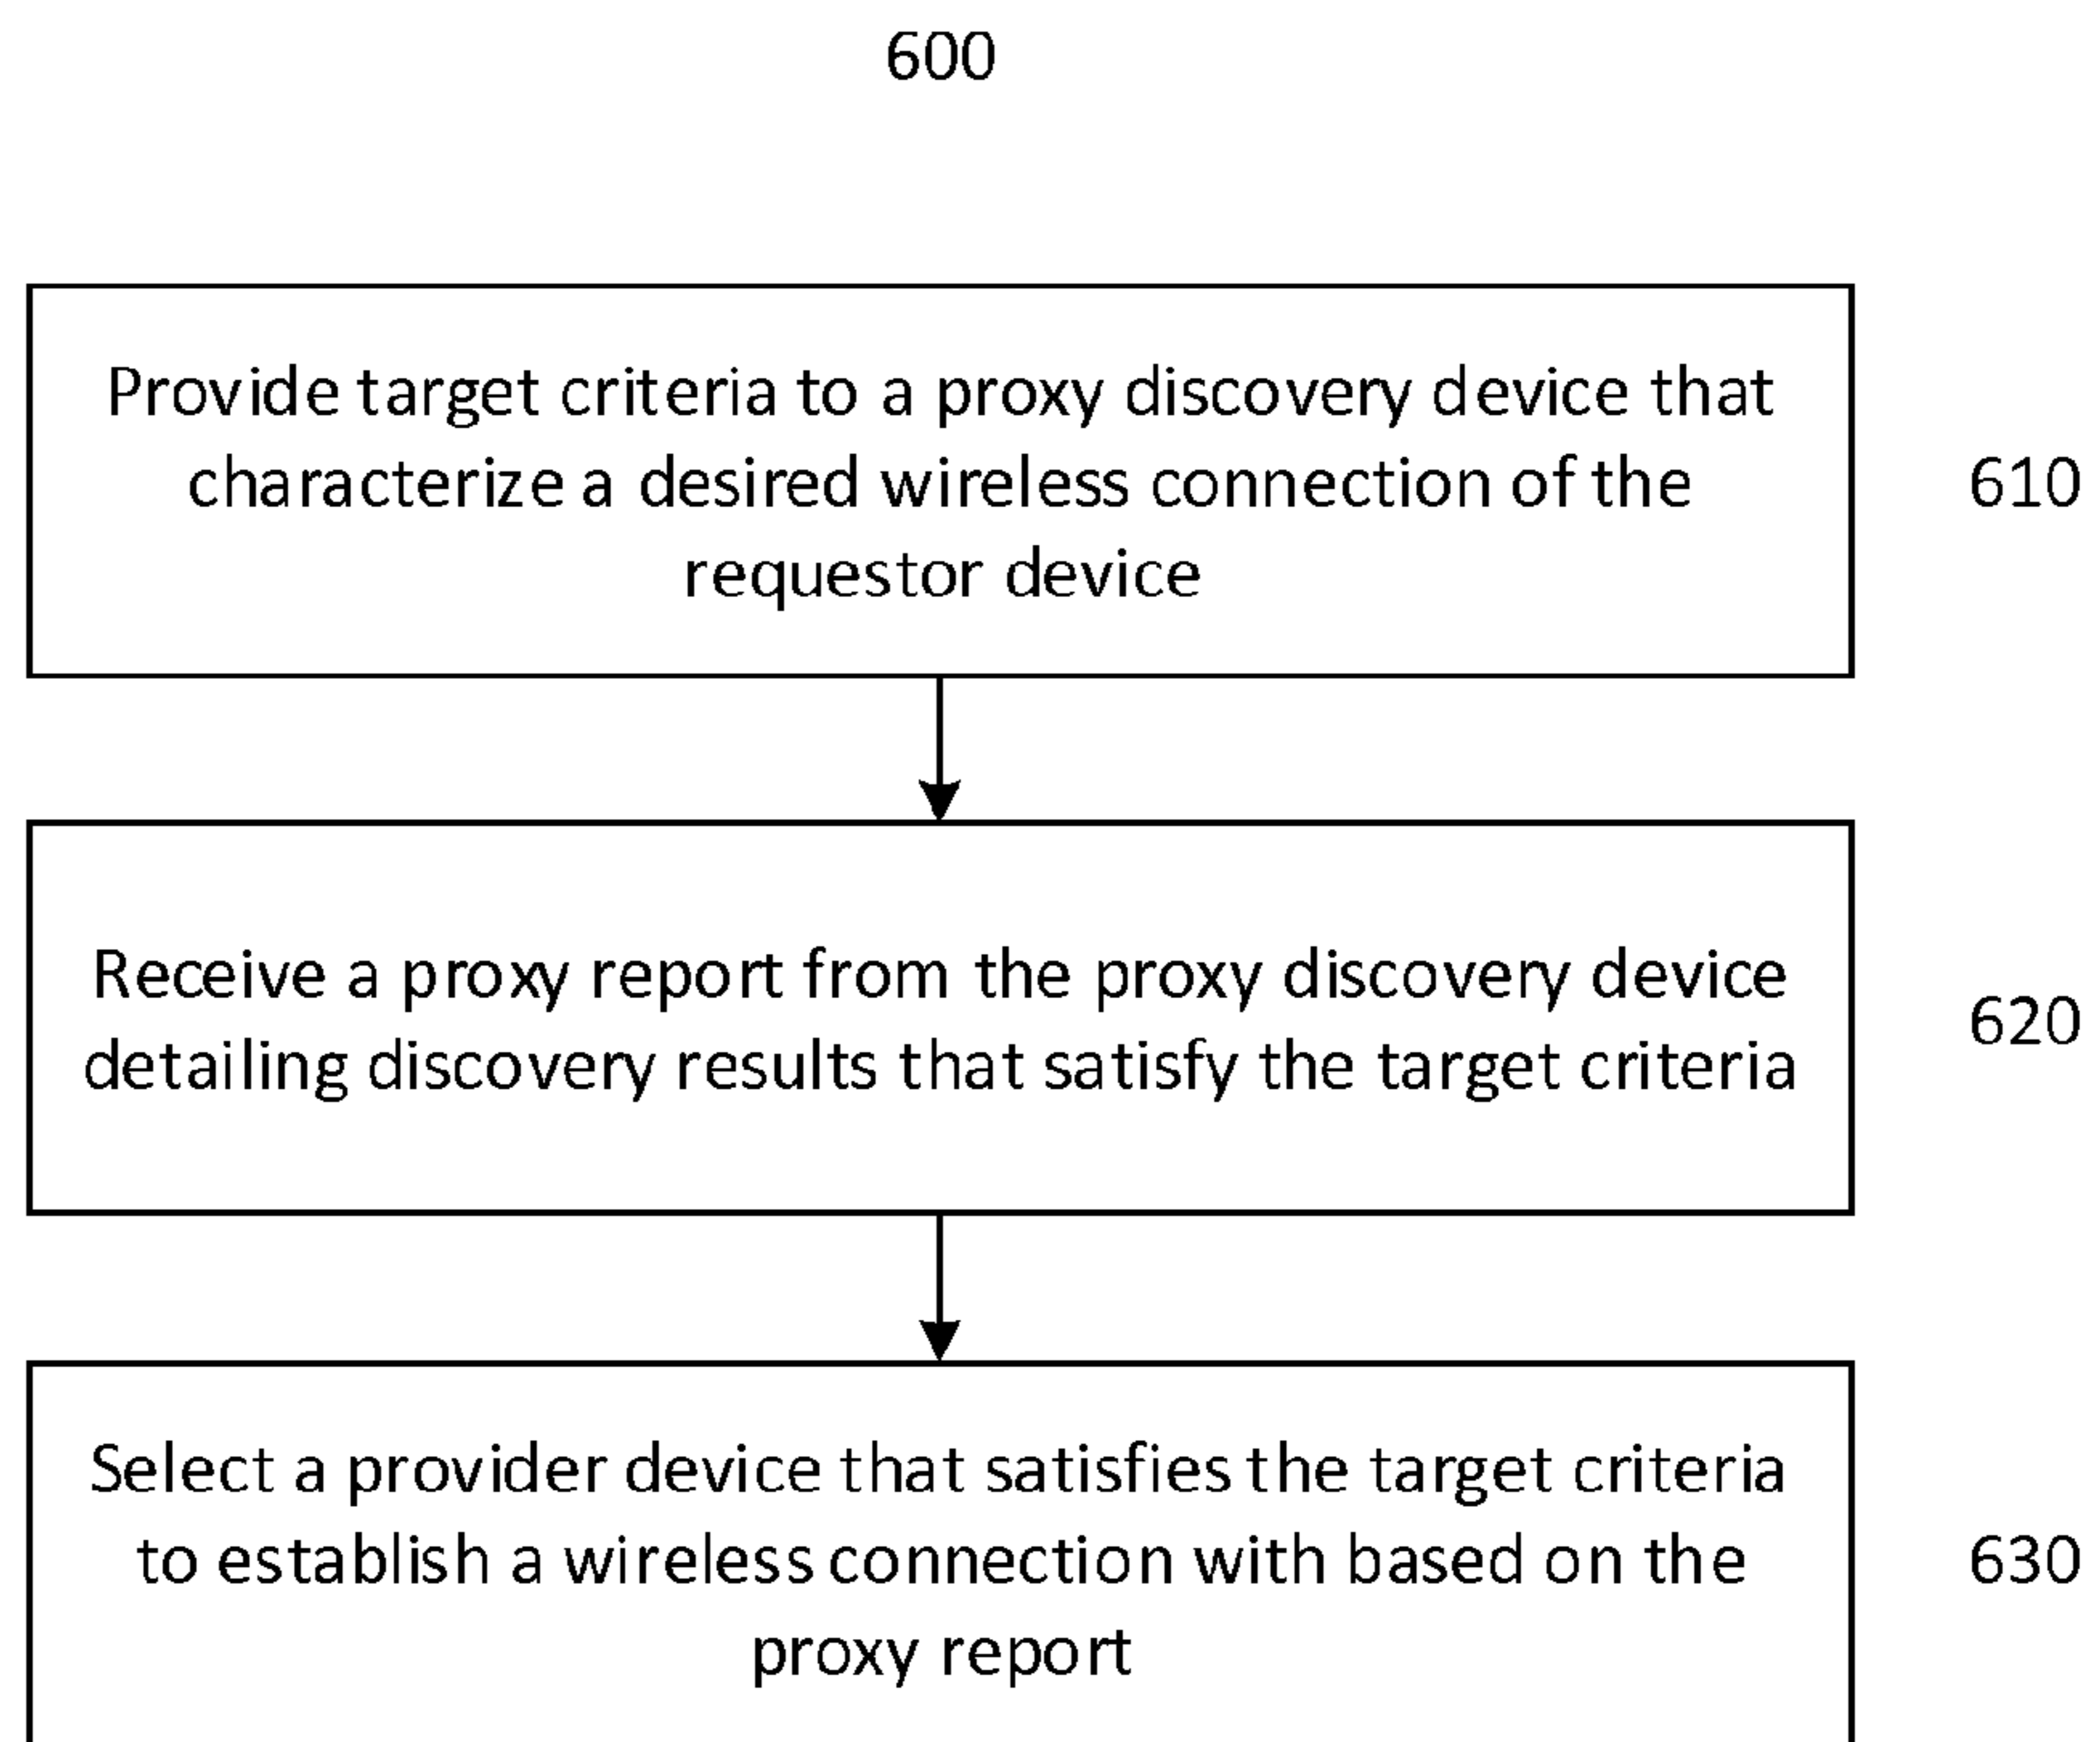 600
Provide target criteria to a proxy discovery device that
characterize a desired wireless connection of the
requestor device
610
Receive a proxy report from the proxy discovery device
detailing discovery results that satisfy the target criteria
620
Select a provider device that satisfies the target criteria
to establish a wireless connection with based on the
proxy report
630